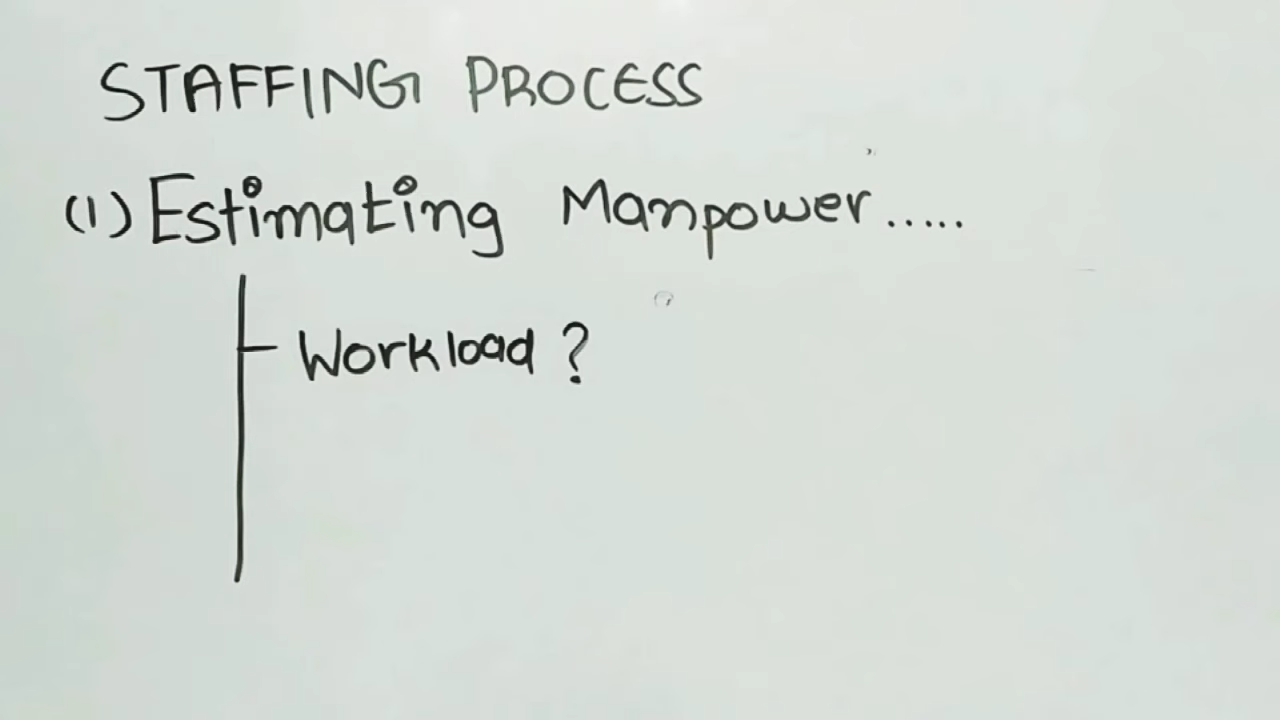 STAFFING PROCESS
(1) Estimating Manpower.....
Workload ?